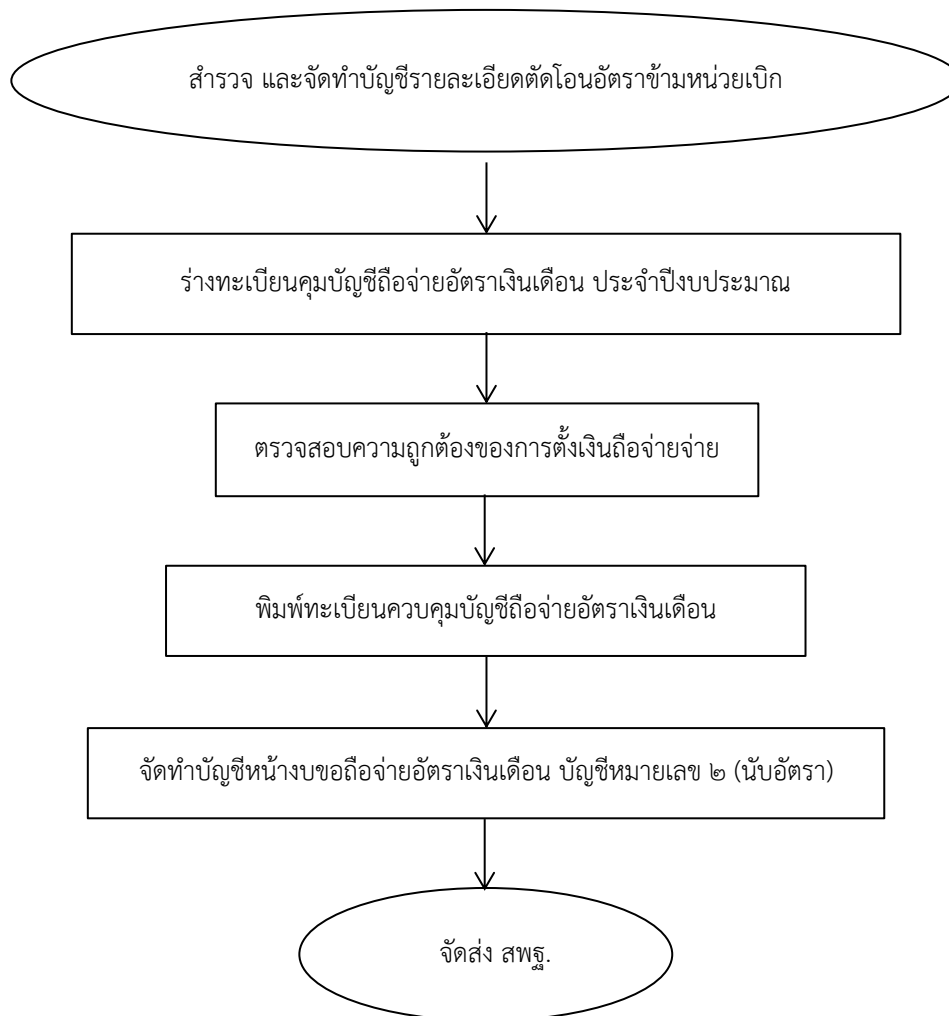 สำรวจ และจัดทำบัญชีรายละเอียดตัดโอนอัตราข้ามหน่วยเบิก
ร่างทะเบียนคุมบัญชีถือจ่ายอัตราเงินเดือน ประจำปีงบประมาณ
ตรวจสอบความถูกต้องของการตั้งเงินถือจ่ายจ่าย
พิมพ์ทะเบียนควบคุมบัญชีถือจ่ายอัตราเงินเดือน
จัดทำบัญชีหน้างบขอถือจ่ายอัตราเงินเดือน บัญชีหมายเลข ๒ (นับอัตรา)
จัดส่ง สพฐ.